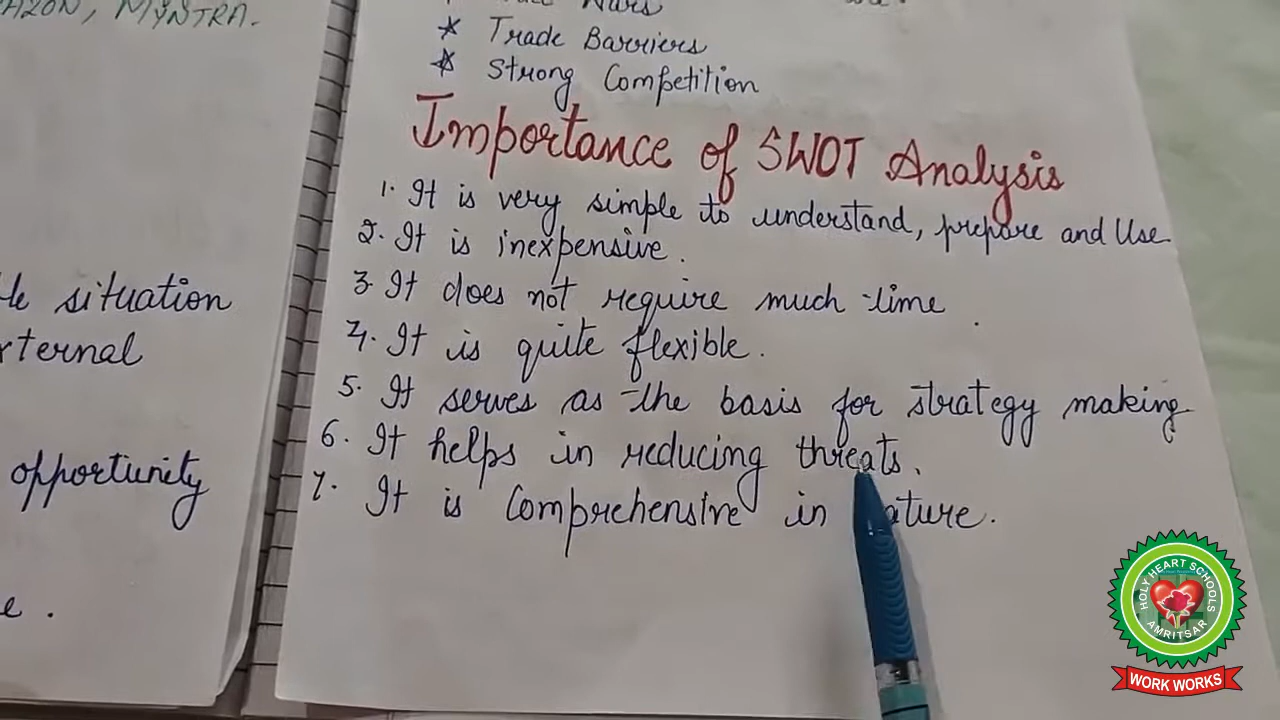 AZON, MYNTRA.
situation
ternal
opportunity
e.
Wars
* Trade Barriers
* Strong Competition
Importance of SWOT Analysis
1. It is very simple to understand, prepare and Use
2. It is inexpensive.
3. It does not require much time.
4. It is quite flexible.
5. It serves as the basis for strategy making
6. It helps in reducing threats.
7. It is Comprehensive in nature.
HOLY HEART SCHOOLS
AMRITSAR
WORK WORKS